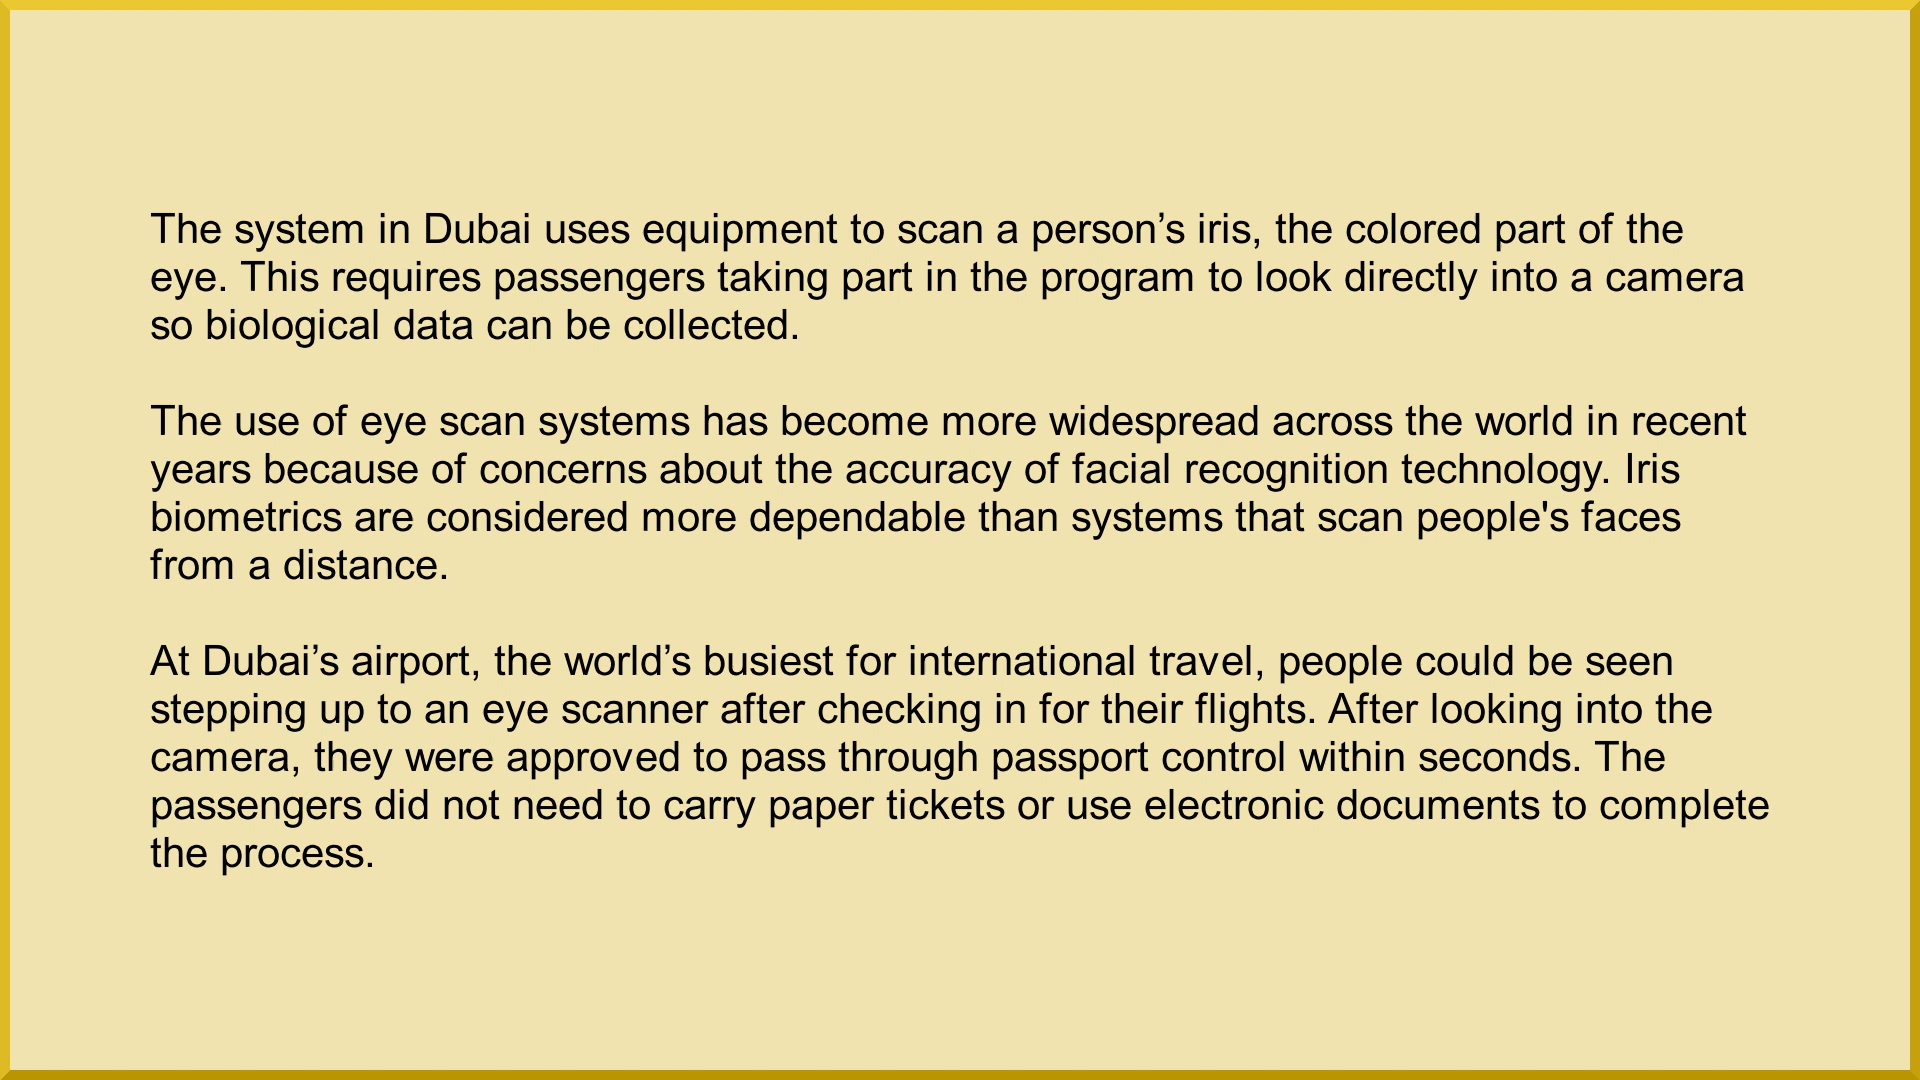 The system in Dubai uses equipment to scan a person’s iris, the colored part of the
eye. This requires passengers taking part in the program to look directly into a camera
so biological data can be collected.
The use of eye scan systems has become more widespread across the world in recent
years because of concerns about the accuracy of facial recognition technology. Iris
biometrics are considered more dependable than systems that scan people's faces
from a distance.
At Dubai’s airport, the world’s busiest for international travel, people could be seen
stepping up to an eye scanner after checking in for their flights. After looking into the
camera, they were approved to pass through passport control within seconds. The
passengers did not need to carry paper tickets or use electronic documents to complete
the process.